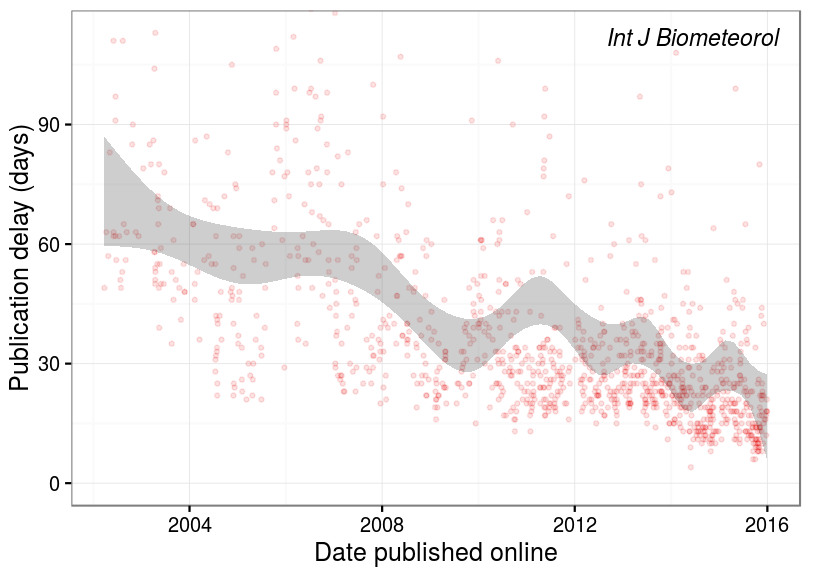 Int J Biometeorol
Publication delay (days)
90
60
30
0
2004
2008
2012
2016
Date published online